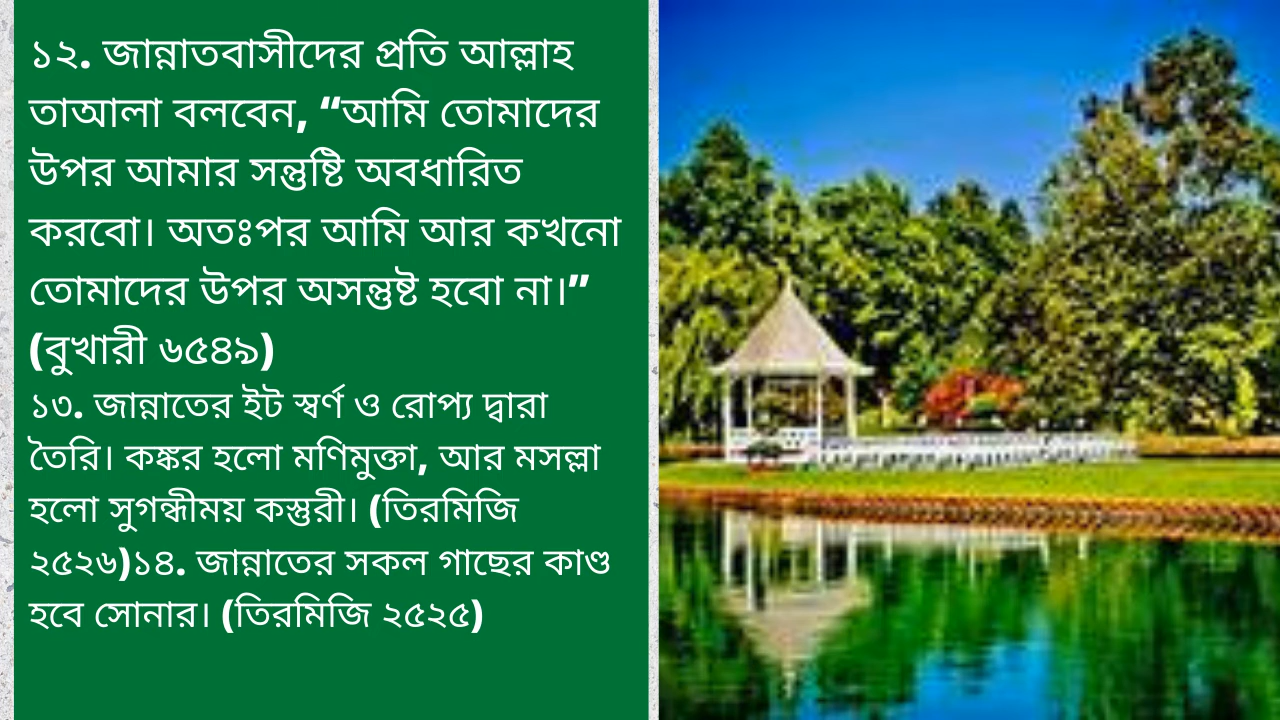 ১২. জান্নাতবাসীদের প্রতি আল্লাহ
তাআলা বলবেন, “আমি তোমাদের
উপর আমার সন্তুষ্টি অবধারিত
করবো। অতঃপর আমি আর কখনো
তোমাদের উপর অসন্তুষ্ট হবো না।”
(বুখারী ৬৫৪৯)
১৩. জান্নাতের ইট স্বর্ণ ও রোপ্য দ্বারা
তৈরি। কঙ্কর হলো মণিমুক্তা, আর মসল্লা
হলো সুগন্ধীময় কস্তুরী। (তিরমিজি
২৫২৬)১৪. জান্নাতের সকল গাছের কাণ্ড
হবে সোনার। (তিরমিজি ২৫২৫)